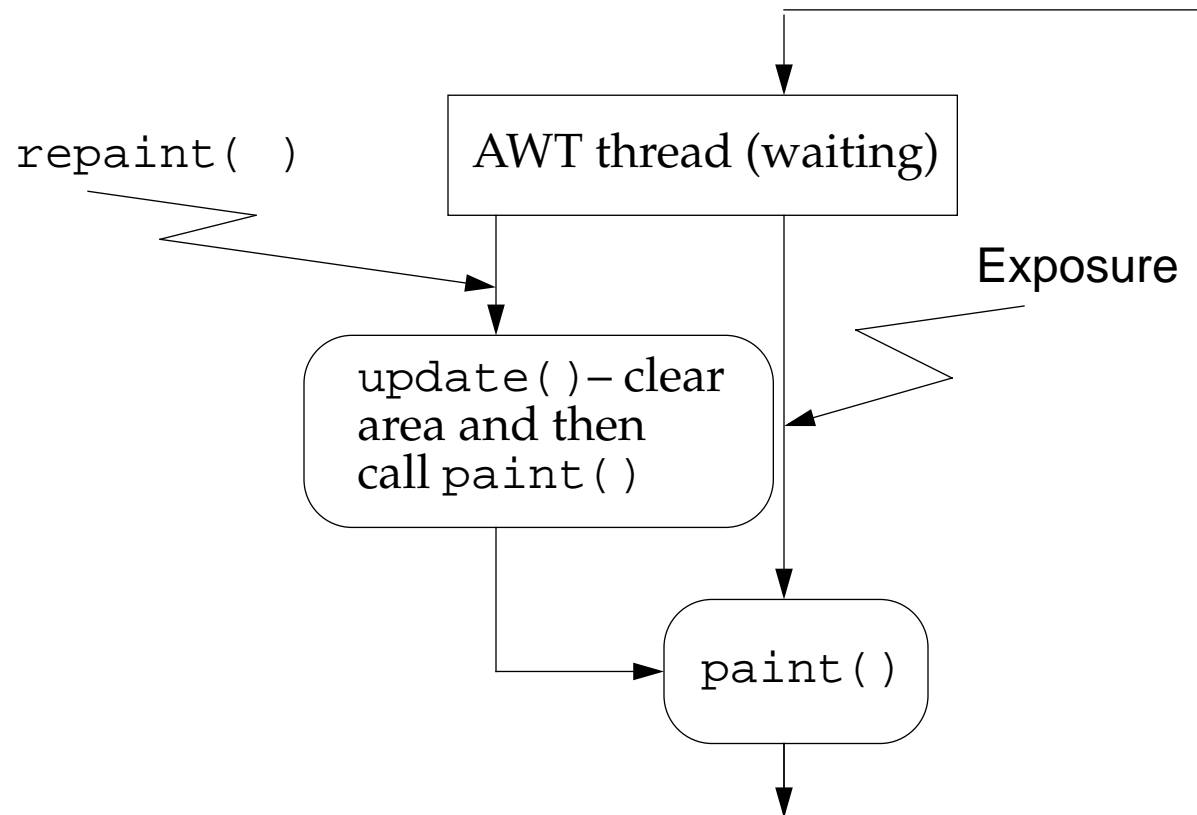 AWT thread (waiting)
repaint( )
Exposure
update()– clear
area and then
call paint()
paint()